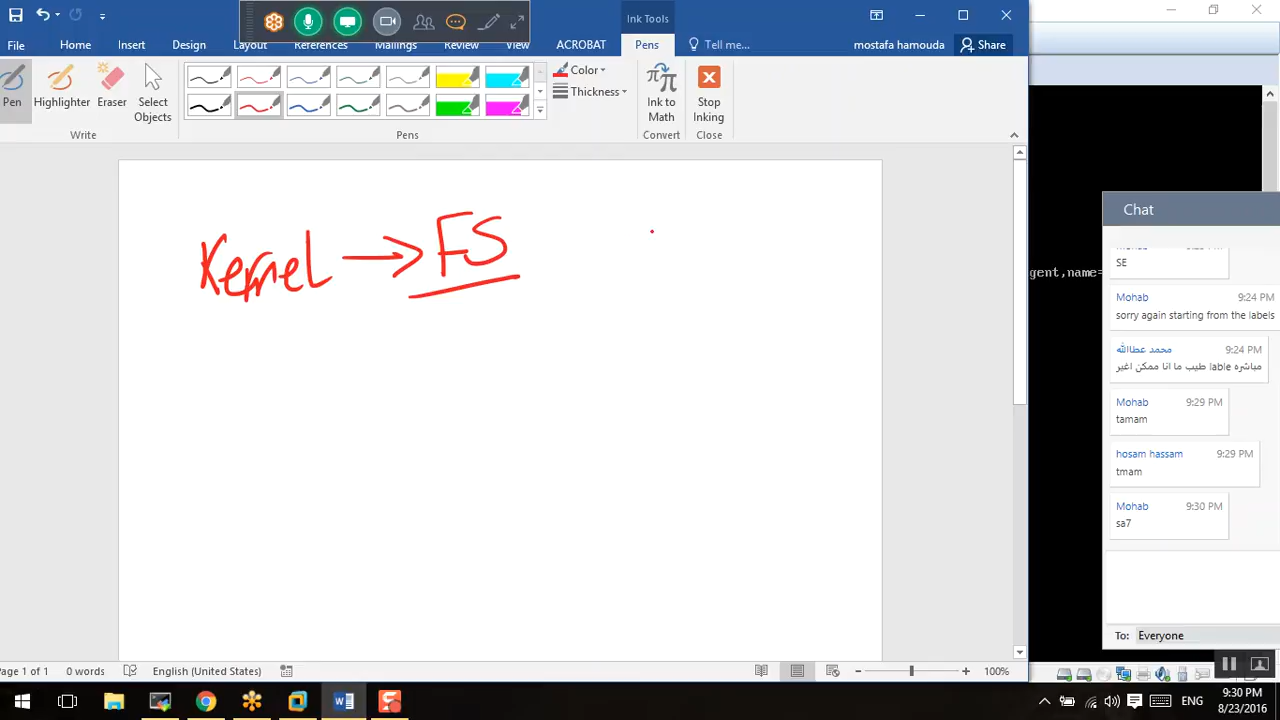 Ink Tools
File
Home
Insert
Design
Layout
References
Mailings
Review
View
ACROBAT
Pens
Tell me...
mostafa hamouda
Share
Pen
Highlighter
Eraser
Select
Objects
Color
Thickness
Ink to
Math
Stop
Inking
Write
Pens
Convert
Close
Kernel → FS
gent,name=
Chat
Mohab
SE
Mohab 9:24 PM
sorry again starting from the labels
محمد عطاالله 9:24 PM
مباشره lable طيب ما انا ممكن اغير
Mohab 9:29 PM
tamam
hosam hassam 9:29 PM
tmam
Mohab 9:30 PM
sa7
To: Everyone
Page 1 of 1
0 words
English (United States)
100%
ENG
9:30 PM
8/23/2016